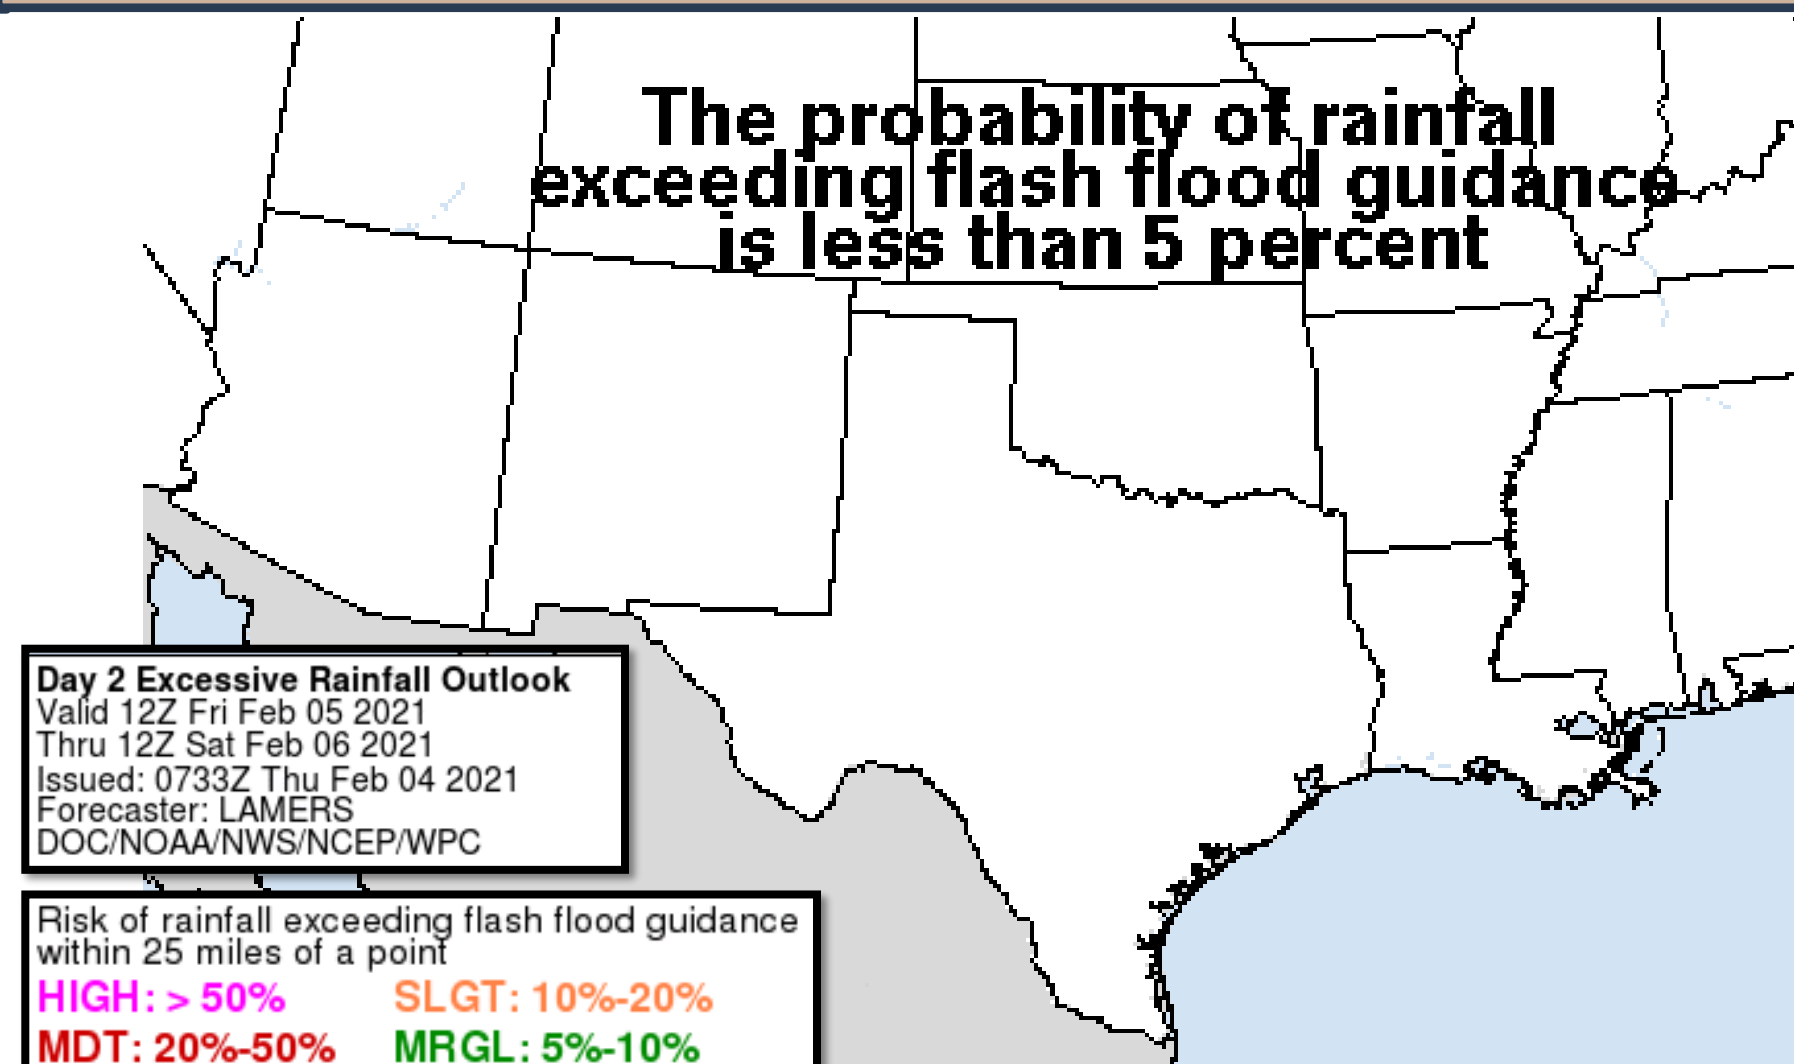 The probability of rainfall
exceeding flash flood guidance
is less than 5 percent
Day 2 Excessive Rainfall Outlook
Valid 12Z Fri Feb 05 2021
Thru 12Z Sat Feb 06 2021
Issued: 0733Z Thu Feb 04 2021
Forecaster: LAMERS
DOC/NOAA/NWS/NCEP/WPC
Risk of rainfall exceeding flash flood guidance
within 25 miles of a point
HIGH: > 50% SLGT: 10%-20%
MDT: 20%-50% MRGL: 5%-10%